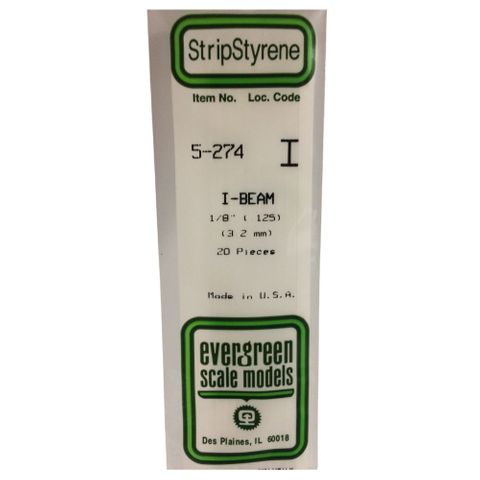 StripStyrene
Item No. Loc. Code
5-274 I
I-BEAM
1/8" ( 125)
(3 2 mm)
20 Pieces
Made in U.S.A.
evergreen
scale models
Des Plaines, IL 60018